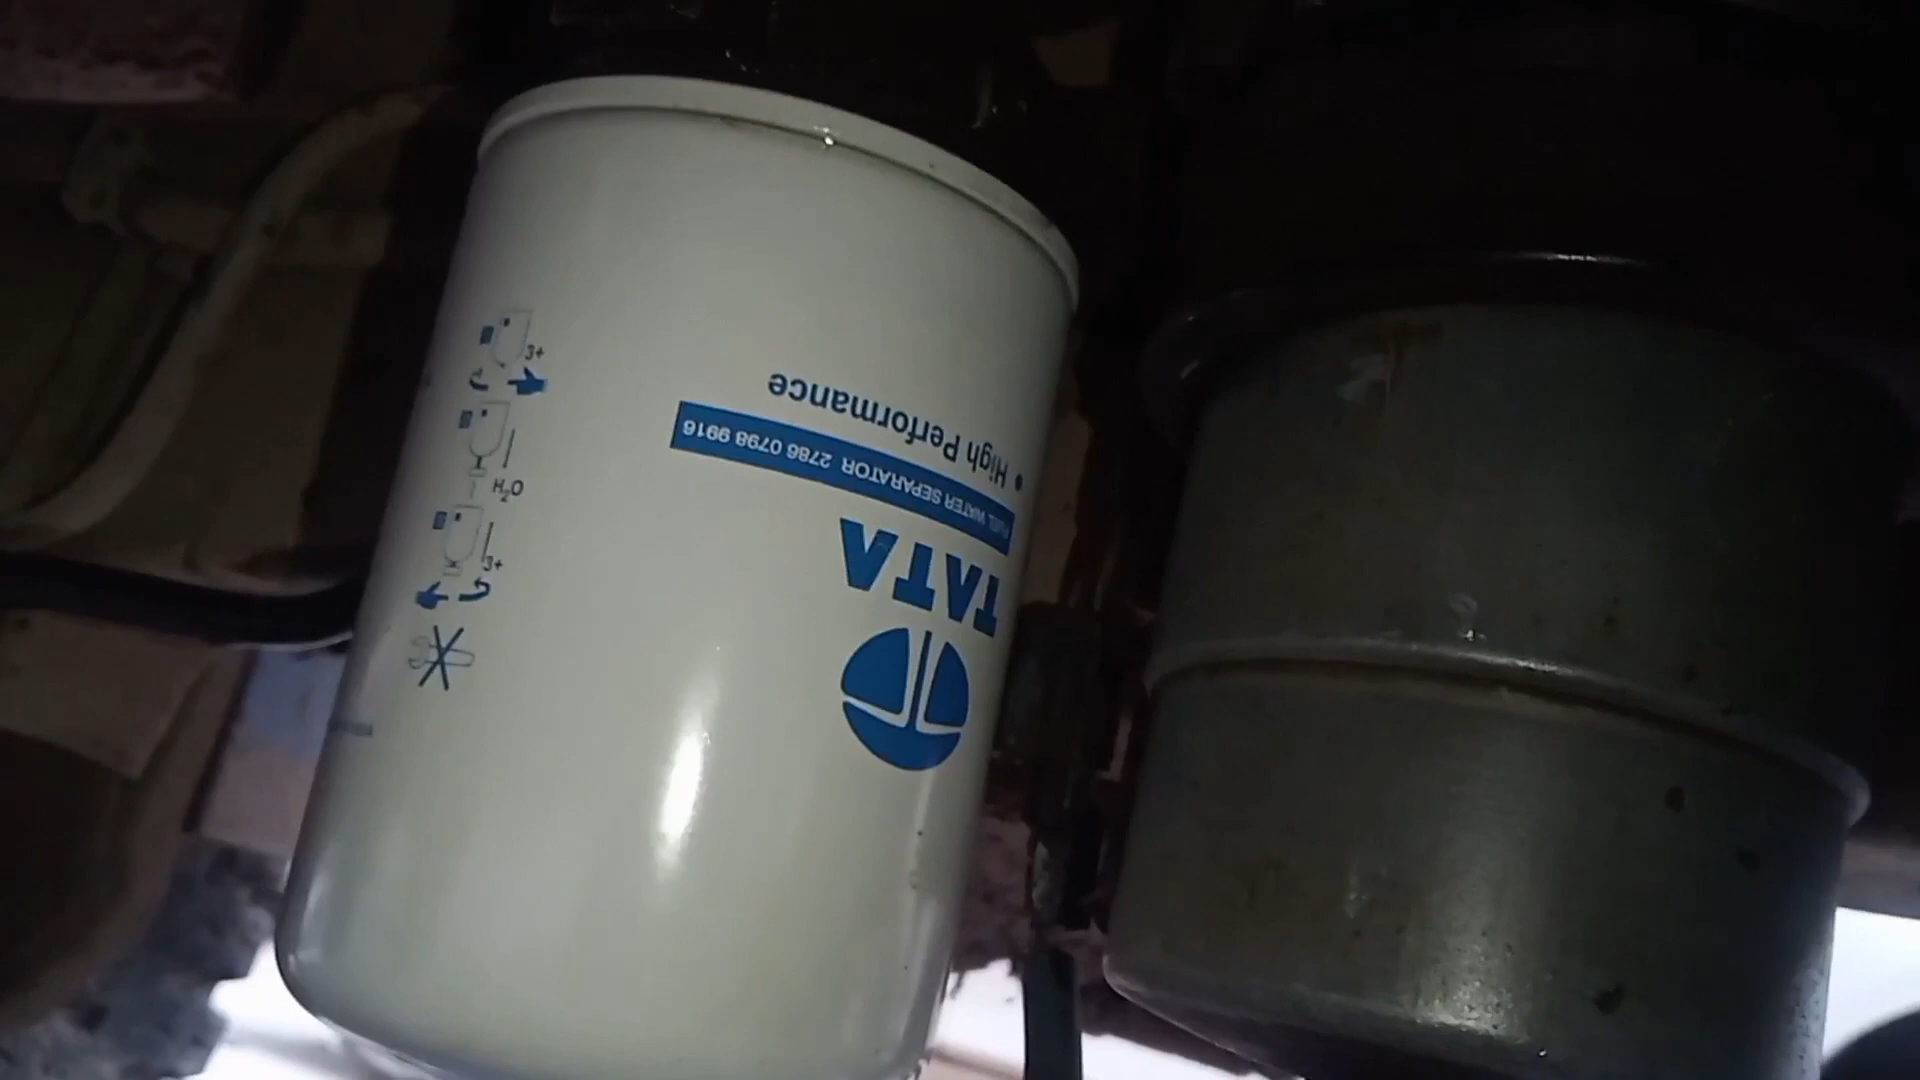 TATA
FUEL WATER SEPARATOR 2786 0798 9916
• High Performance
3+
H₂O
3+